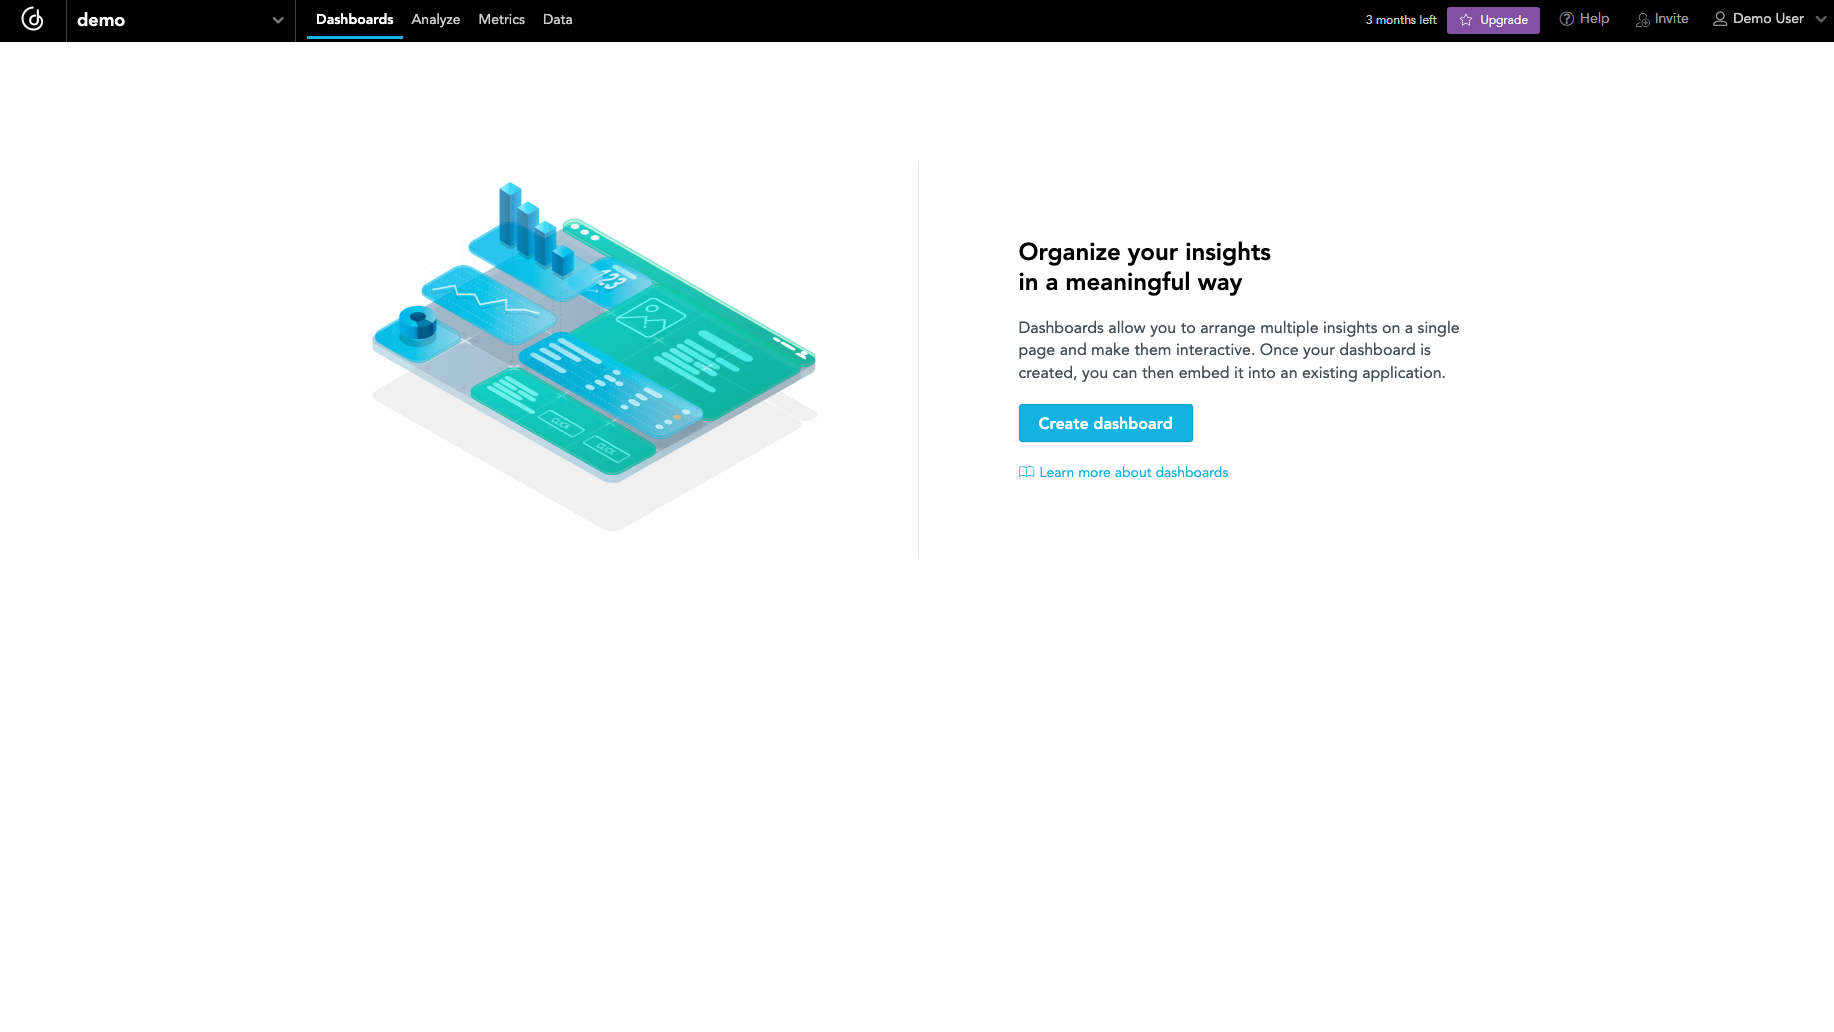 demo
Dashboards Analyze Metrics Data
3 months left Upgrade Help Invite Demo User
123
CLICK
CLICK
Organize your insights
in a meaningful way
Dashboards allow you to arrange multiple insights on a single
page and make them interactive. Once your dashboard is
created, you can then embed it into an existing application.
Create dashboard
Learn more about dashboards